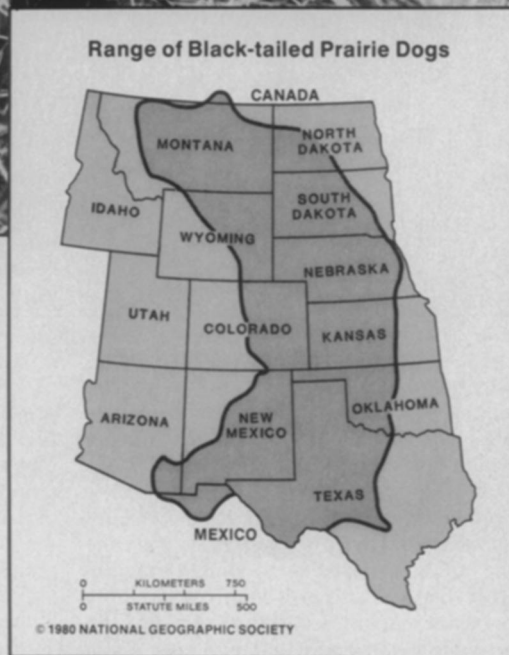 Range of Black-tailed Prairie Dogs
CANADA
MONTANA
NORTH
DAKOTA
IDAHO
SOUTH
DAKOTA
WYOMING
NEBRASKA
UTAH
COLORADO
KANSAS
ARIZONA
NEW
MEXICO
OKLAHOMA
TEXAS
MEXICO
0 KILOMETERS 750
0 STATUTE MILES 500
© 1980 NATIONAL GEOGRAPHIC SOCIETY